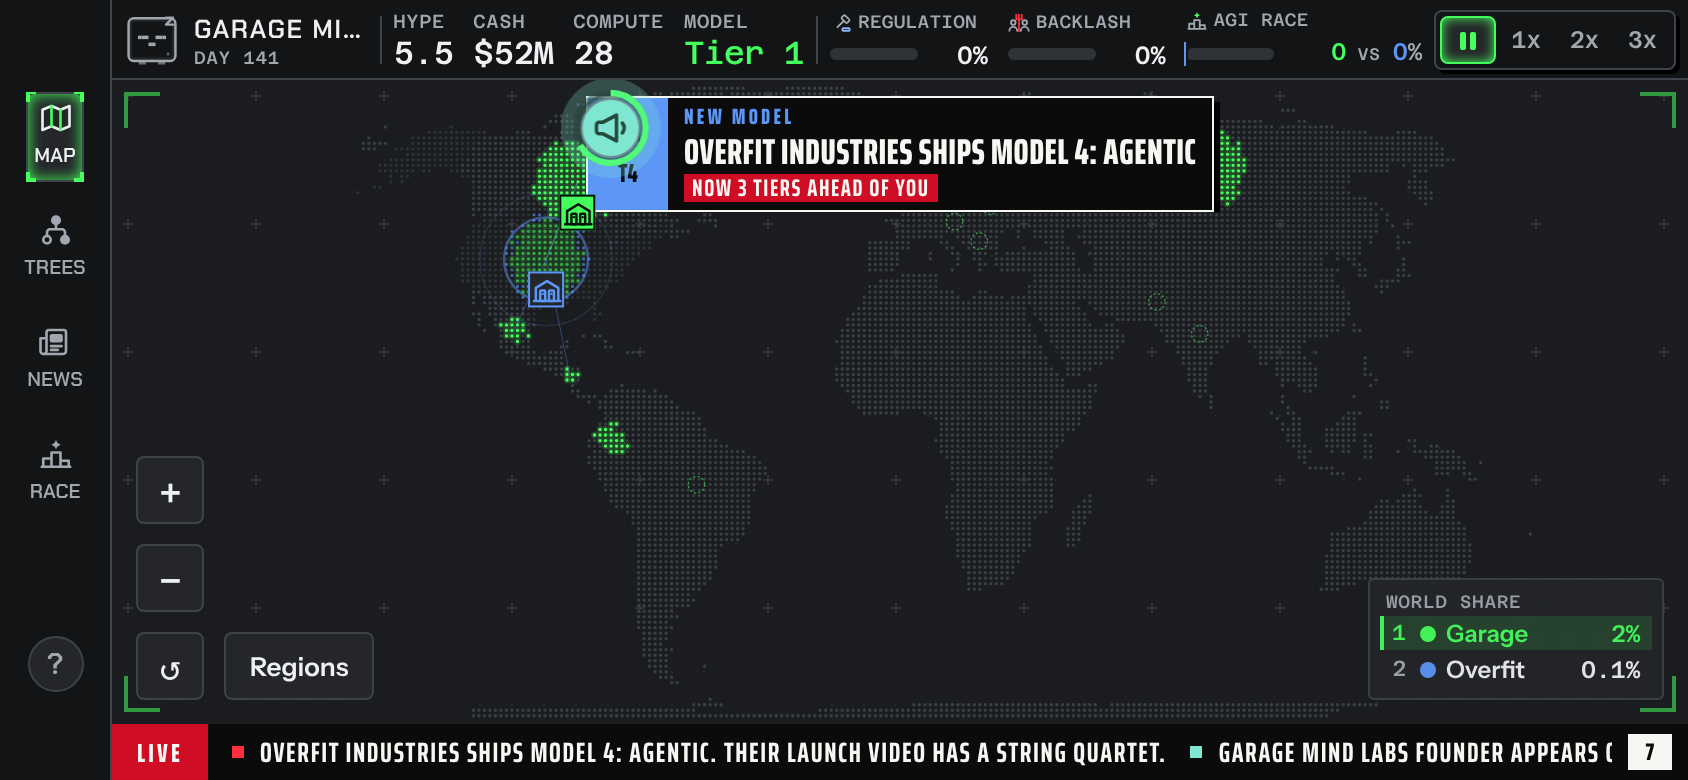 GARAGE MI...
DAY 141
HYPE
5.5
CASH
$52M
COMPUTE
28
MODEL
Tier 1
REGULATION
0%
BACKLASH
0%
AGI RACE
0 VS 0%
1x
2x
3x
MAP
TREES
NEWS
RACE
?
T4
NEW MODEL
OVERFIT INDUSTRIES SHIPS MODEL 4: AGENTIC
NOW 3 TIERS AHEAD OF YOU
+
−
↺
Regions
WORLD SHARE
1 Garage 2%
2 Overfit 0.1%
LIVE
OVERFIT INDUSTRIES SHIPS MODEL 4: AGENTIC. THEIR LAUNCH VIDEO HAS A STRING QUARTET.
GARAGE MIND LABS FOUNDER APPEARS
7